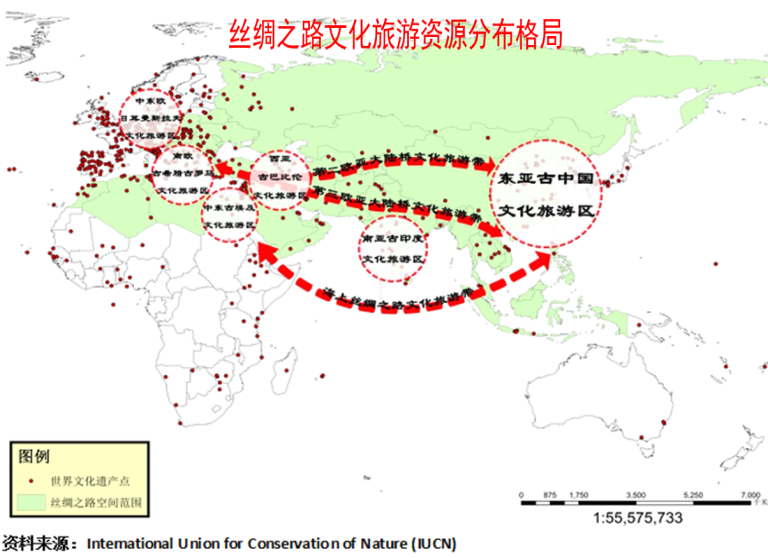 丝绸之路文化旅游资源分布格局
中东欧
日耳曼斯拉夫
文化旅游区
南欧
古希腊古罗马
文化旅游区
西亚
古巴比伦
文化旅游区
中东古埃及
文化旅游区
第二欧亚大陆桥文化旅游带
第三欧亚大陆桥文化旅游带
东亚古中国
文化旅游区
南亚古印度
文化旅游区
海上丝绸之路文化旅游带
图例
世界文化遗产点
丝绸之路空间范围
0 875 1,750 3,500 5,250 7,000
千米
1:55,575,733
资料来源：International Union for Conservation of Nature (IUCN)